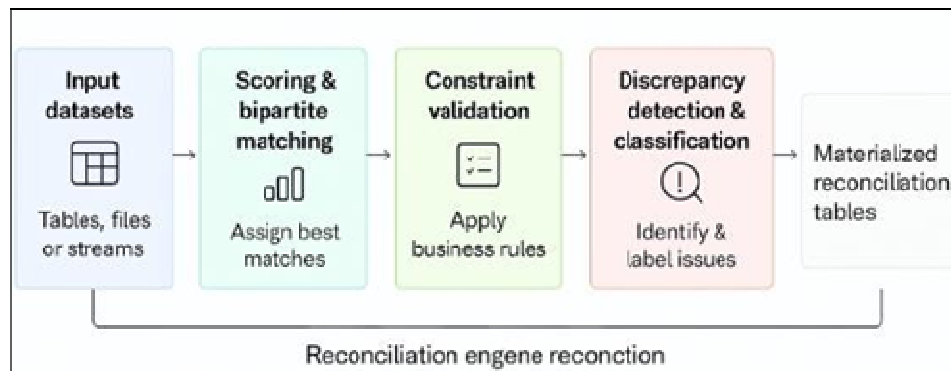 Input
datasets
Tables, files
or streams
Scoring &
bipartite
matching
Assign best
matches
Constraint
validation
Apply
business rules
Discrepancy
detection &
classification
Identify &
label issues
Materialized
reconciliation
tables
Reconciliation engene reconction